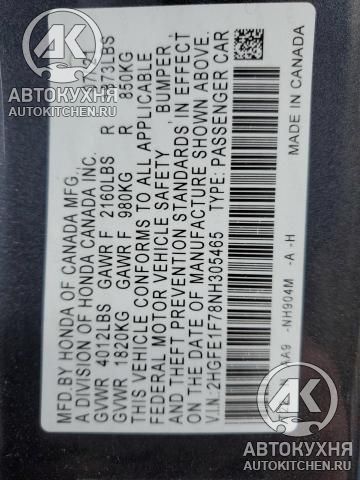 MFD.BY HONDA OF CANADA MFG.
A DIVISION OF HONDA CANADA INC.
GVWR 4012LBS GAWR F 2160LBS R
GVWR 1820KG GAWR F 980KG R 850KG
THIS VEHICLE CONFORMS TO ALL APPLICABLE
FEDERAL MOTOR VEHICLE SAFETY, BUMPER,
AND THEFT PREVENTION STANDARDS IN EFFECT
ON THE DATE OF MANUFACTURE SHOWN ABOVE.
V.I.N: 2HGFE1F78NH305465 TYPE: PASSENGER CAR
-NH904M -A -H
MADE IN CANADA
АВТОКУХНЯ
AUTOKITCHEN.RU
АВТОКУХНЯ
AUTOKITCHEN.RU